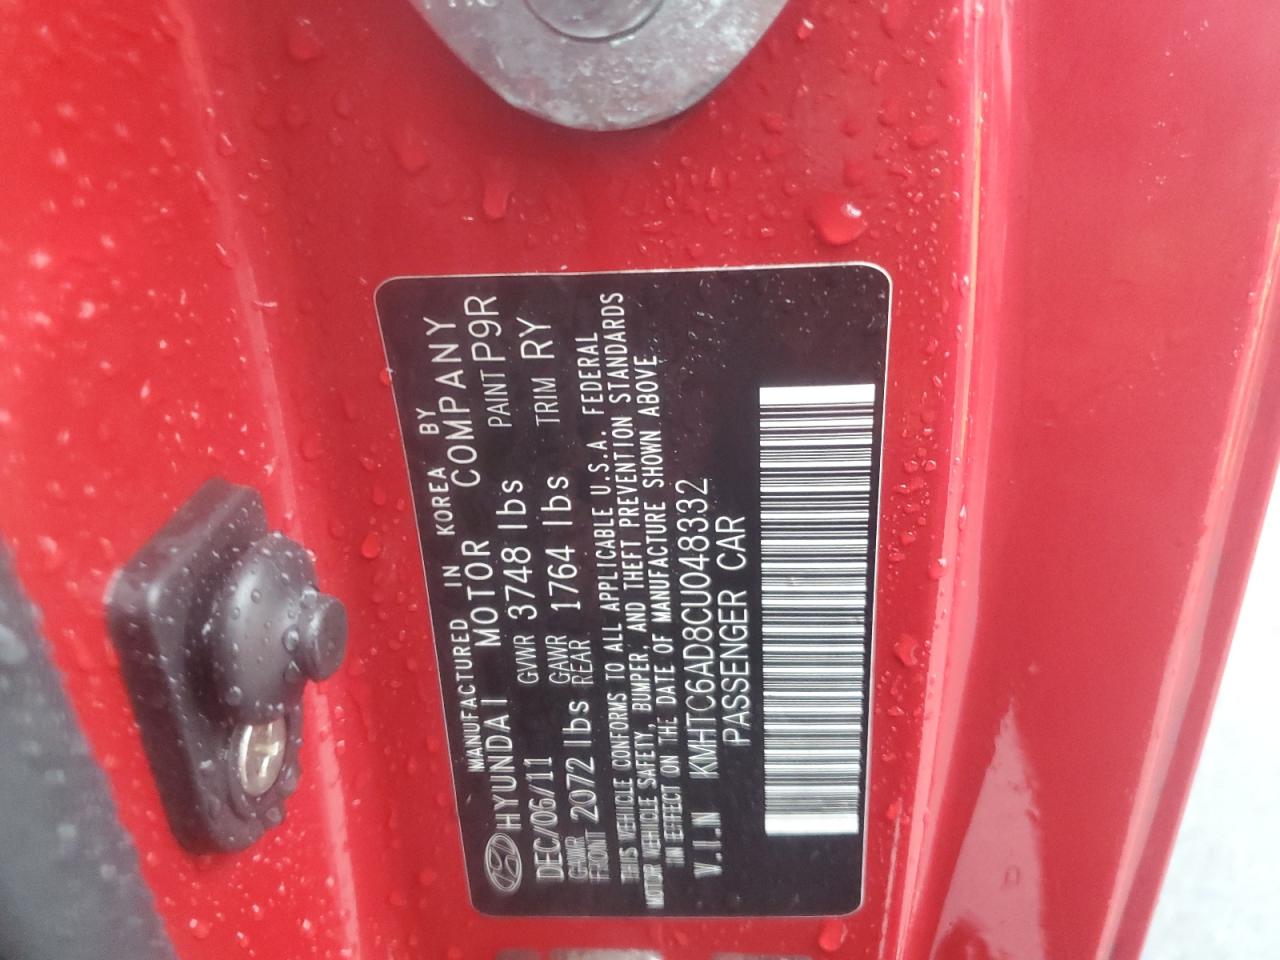 MANUFACTURED IN KOREA BY
HYUNDAI MOTOR COMPANY
DEC/06/11 GVWR 3748 lbs PAINT P9R
GAWR FRONT 2072 lbs GAWR REAR 1764 lbs TRIM RY
THIS VEHICLE CONFORMS TO ALL APPLICABLE U.S.A. FEDERAL
MOTOR VEHICLE SAFETY, BUMPER, AND THEFT PREVENTION STANDARDS
IN EFFECT ON THE DATE OF MANUFACTURE SHOWN ABOVE.
V.I.N KMHTC6AD8CU048332
PASSENGER CAR